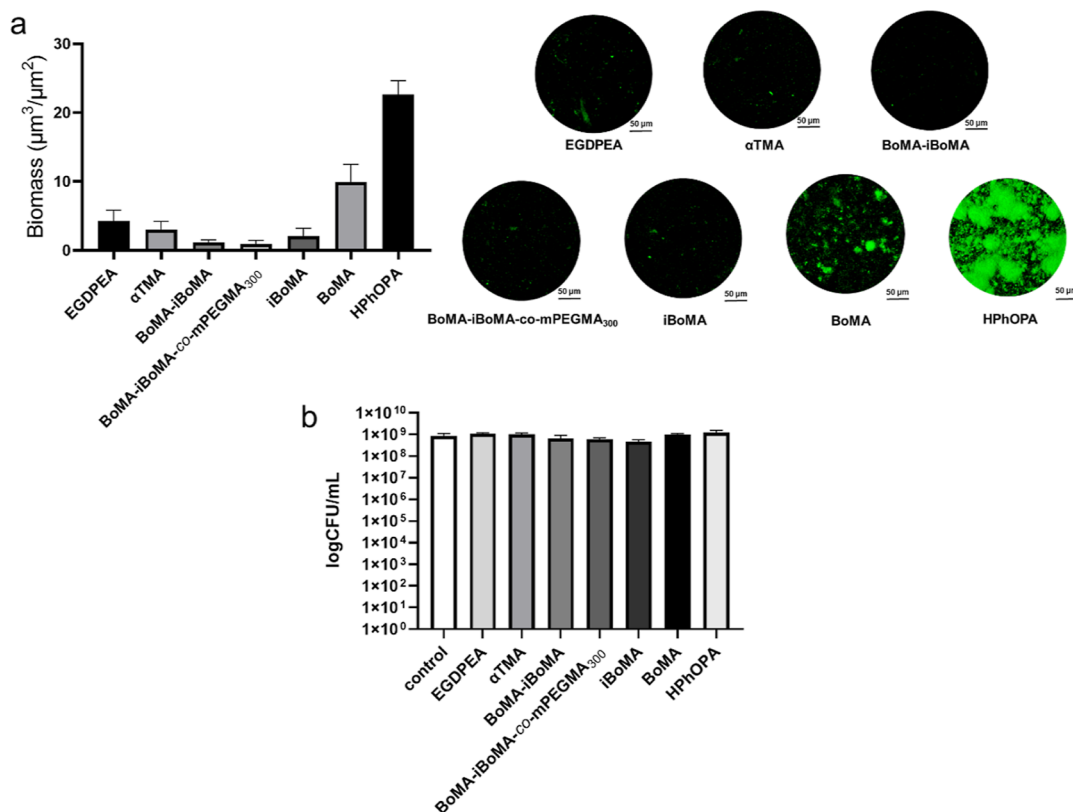 a
Biomass (µm³/µm²)
30
20
10
0
EGDPEA
αTMA
BoMA-iBoMA
BoMA-iBoMA-co-mPEGMA₃₀₀
iBoMA
BoMA
HPhOPA
50 µm
EGDPEA
50 µm
αTMA
50 µm
BoMA-iBoMA
50 µm
BoMA-iBoMA-co-mPEGMA₃₀₀
50 µm
iBoMA
50 µm
BoMA
50 µm
HPhOPA
b
logCFU/mL
1×10¹⁰
1×10⁹
1×10⁸
1×10⁷
1×10⁶
1×10⁵
1×10⁴
1×10³
1×10²
1×10¹
1×10⁰
control
EGDPEA
αTMA
BoMA-iBoMA
BoMA-iBoMA-co-mPEGMA₃₀₀
iBoMA
BoMA
HPhOPA